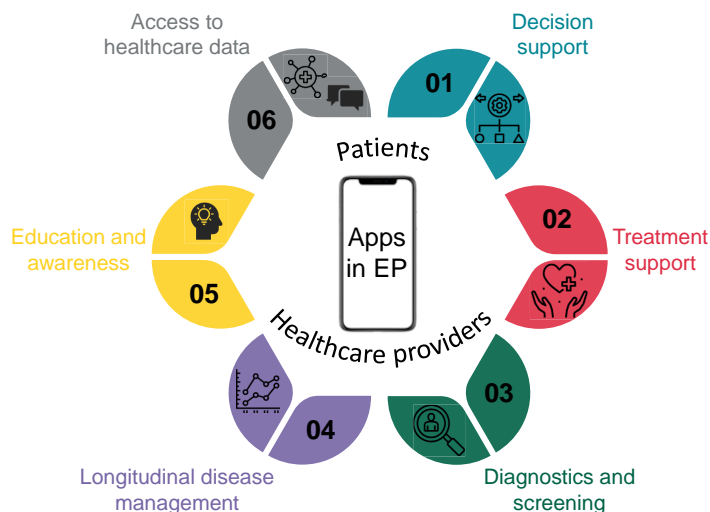 Access to
healthcare data
Decision
support
01
06
Patients
02
Education and
awareness
Apps
in EP
Treatment
support
05
Healthcare providers
03
04
Longitudinal disease
management
Diagnostics and
screening